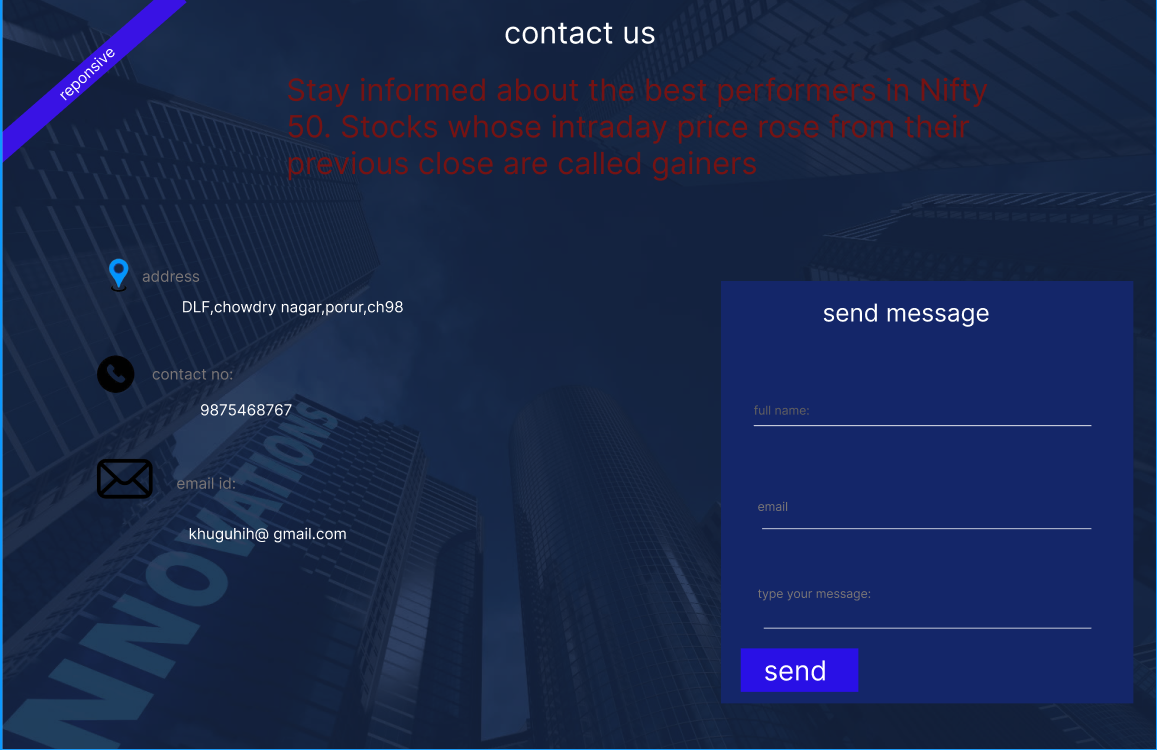 reponsive
contact us
Stay informed about the best performers in Nifty
50. Stocks whose intraday price rose from their
previous close are called gainers
address
DLF,chowdry nagar,porur,ch98
contact no:
9875468767
email id:
khuguhih@ gmail.com
NNOVATIONS
send message
full name:
email
type your message:
send